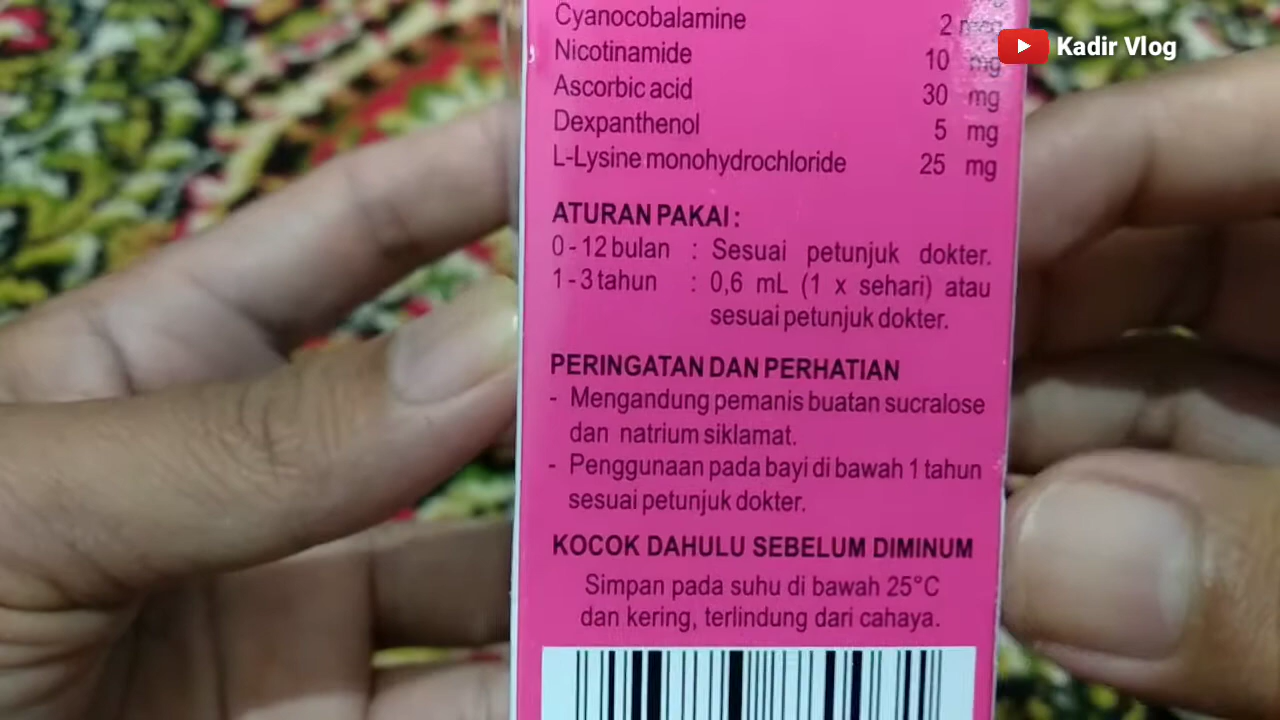 Kadir Vlog
Cyanocobalamine 2 mcg
Nicotinamide 10 mg
Ascorbic acid 30 mg
Dexpanthenol 5 mg
L-Lysine monohydrochloride 25 mg
ATURAN PAKAI :
0 - 12 bulan : Sesuai petunjuk dokter.
1 - 3 tahun : 0,6 mL (1 x sehari) atau
sesuai petunjuk dokter.
PERINGATAN DAN PERHATIAN
- Mengandung pemanis buatan sucralose
dan natrium siklamat.
- Penggunaan pada bayi di bawah 1 tahun
sesuai petunjuk dokter.
KOCOK DAHULU SEBELUM DIMINUM
Simpan pada suhu di bawah 25°C
dan kering, terlindung dari cahaya.